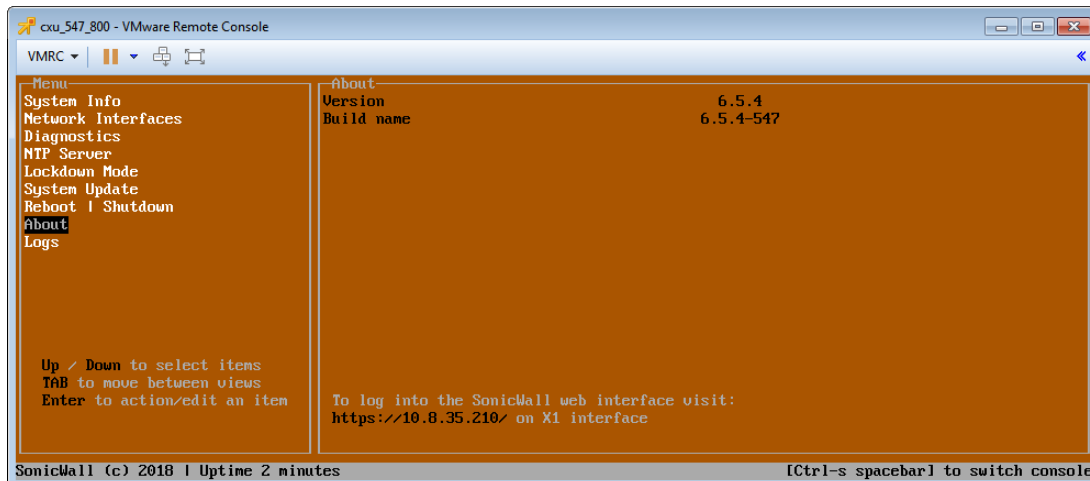 cxu_547_800 - VMware Remote Console
VMRC
Menu
System Info
Network Interfaces
Diagnostics
NTP Server
Lockdown Mode
System Update
Reboot | Shutdown
About
Logs
Up / Down to select items
TAB to move between views
Enter to action/edit an item
About
Version 6.5.4
Build name 6.5.4-547
To log into the SonicWall web interface visit:
https://10.8.35.210/ on X1 interface
SonicWall (c) 2018 | Uptime 2 minutes [Ctrl-s spacebar] to switch console